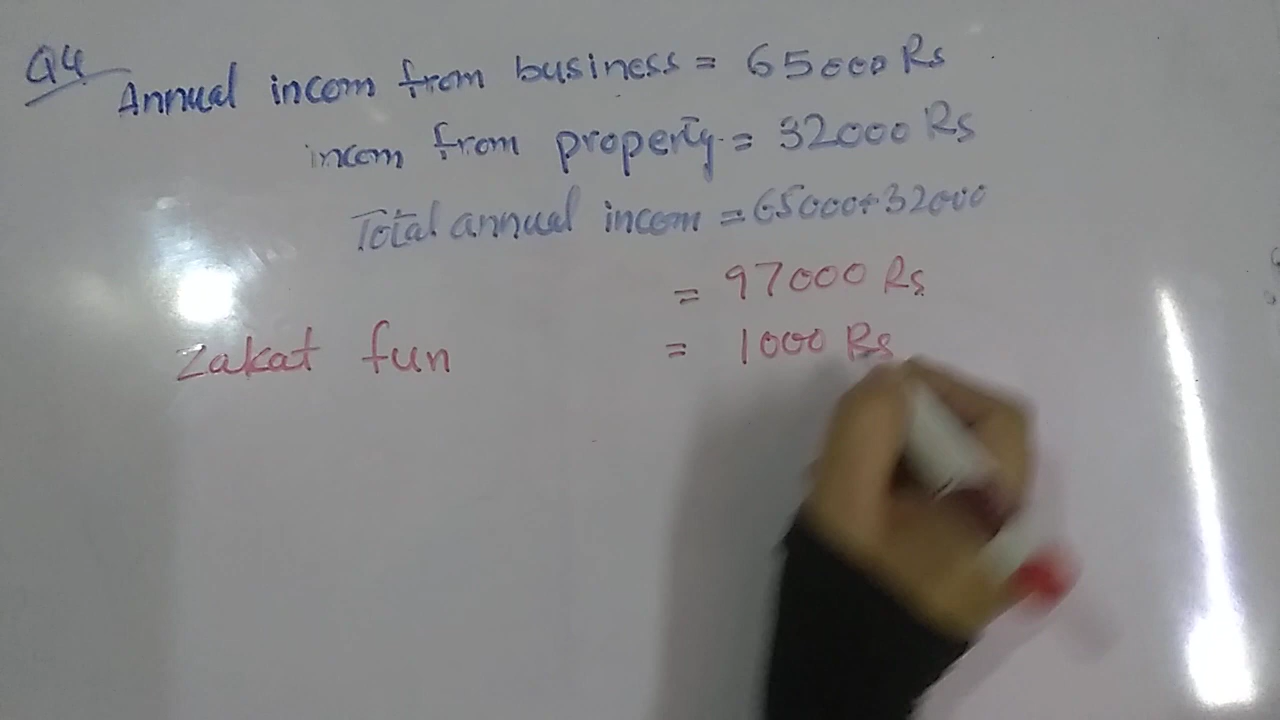 Q4 Annual incom from business = 65000 Rs
incom from property = 32000 Rs
Total annual incom = 65000+32000
= 97000 Rs
Zakat fun = 1000 Rs